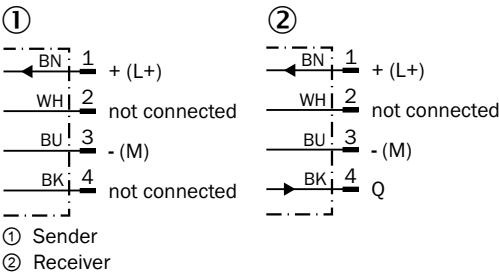 ①
BN 1 + (L+)
WH 2 not connected
BU 3 - (M)
BK 4 not connected
②
BN 1 + (L+)
WH 2 not connected
BU 3 - (M)
BK 4 Q
① Sender
② Receiver